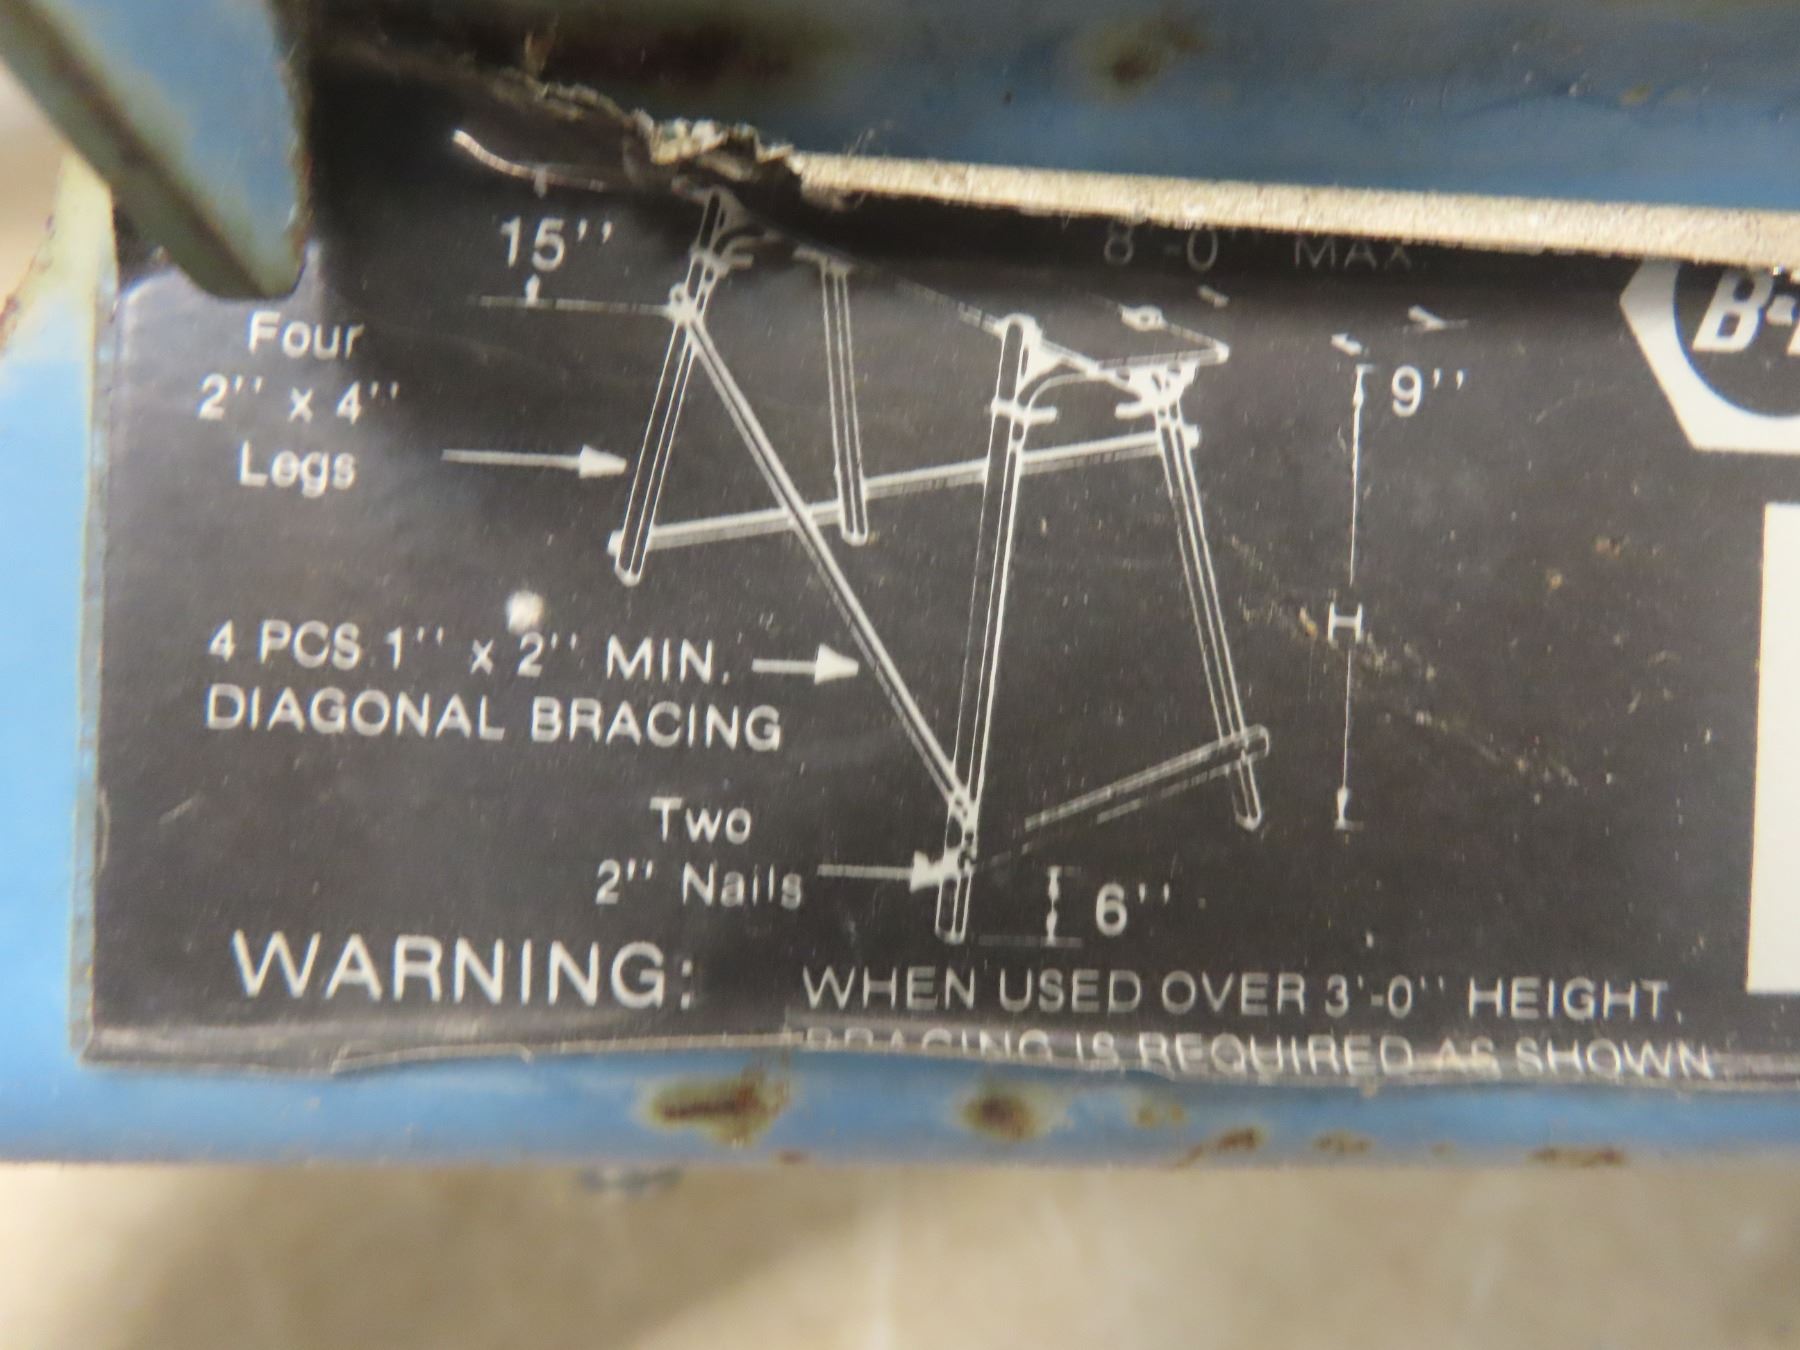 15''
8'-0'' MAX.
Four
2'' x 4''
Legs
9''
H
4 PCS 1'' x 2'' MIN.
DIAGONAL BRACING
Two
2'' Nails
6''
WARNING: WHEN USED OVER 3'-0'' HEIGHT.
BRACING IS REQUIRED AS SHOWN